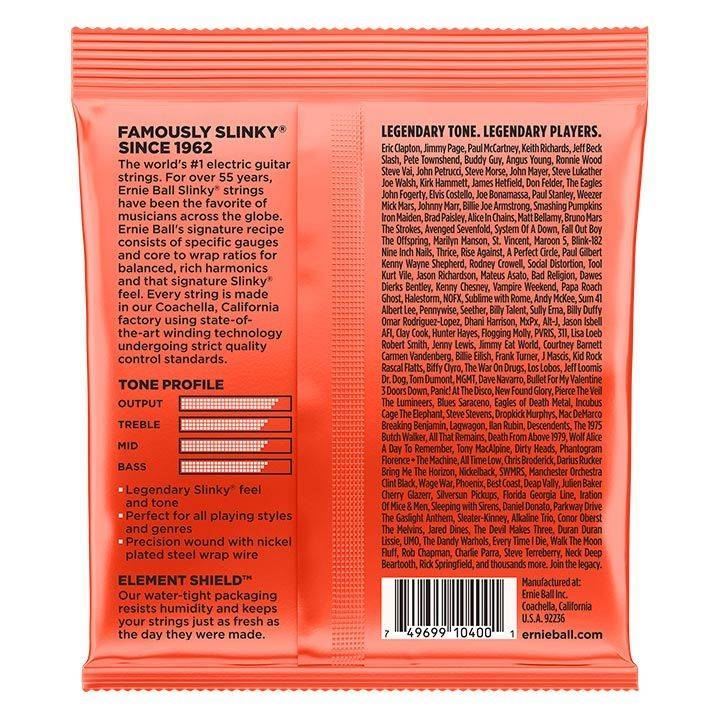 FAMOUSLY SLINKY®
SINCE 1962
The world's #1 electric guitar
strings. For over 55 years,
Ernie Ball Slinky® strings
have been the favorite of
musicians across the globe.
Ernie Ball's signature recipe
consists of specific gauges
and core to wrap ratios for
balanced, rich harmonics
and that signature Slinky®
feel. Every string is made
in our Coachella, California
factory using state-of-
the-art winding technology
undergoing strict quality
control standards.
TONE PROFILE
OUTPUT
TREBLE
MID
BASS
▪Legendary Slinky® feel
and tone
▪Perfect for all playing styles
and genres
▪Precision wound with nickel
plated steel wrap wire
ELEMENT SHIELD™
Our water-tight packaging
resists humidity and keeps
your strings just as fresh as
the day they were made.
LEGENDARY TONE. LEGENDARY PLAYERS.
Eric Clapton, Jimmy Page, Paul McCartney, Keith Richards, Jeff Beck
Slash, Pete Townshend, Buddy Guy, Angus Young, Ronnie Wood
Steve Vai, John Petrucci, Steve Morse, John Mayer, Steve Lukather
Joe Walsh, Kirk Hammett, James Hetfield, Don Felder, The Eagles
John Fogerty, Elvis Costello, Joe Bonamassa, Paul Stanley, Weezer
Mick Mars, Johnny Marr, Billie Joe Armstrong, Smashing Pumpkins
Iron Maiden, Brad Paisley, Alice In Chains, Matt Bellamy, Bruno Mars
The Strokes, Avenged Sevenfold, System Of A Down, Fall Out Boy
The Offspring, Marilyn Manson, St. Vincent, Maroon 5, Blink-182
Nine Inch Nails, Thrice, Rise Against, A Perfect Circle, Paul Gilbert
Kenny Wayne Shepherd, Rodney Crowell, Social Distortion, Tool
Kurt Vile, Jason Richardson, Mateus Asato, Bad Religion, Dawes
Dierks Bentley, Kenny Chesney, Vampire Weekend, Papa Roach
Ghost, Halestorm, NOFX, Sublime with Rome, Andy McKee, Sum 41
Albert Lee, Pennywise, Seether, Billy Talent, Sully Erna, Billy Duffy
Omar Rodriguez-Lopez, Dhani Harrison, MxPx, Alt-J, Jason Isbell
AFI, Clay Cook, Hunter Hayes, Flogging Molly, PVRIS, 311, Lisa Loeb
Robert Smith, Jenny Lewis, Jimmy Eat World, Courtney Barnett
Carmen Vandenberg, Billie Eilish, Frank Turner, J Mascis, Kid Rock
Rascal Flatts, Biffy Clyro, The War On Drugs, Los Lobos, Jeff Loomis
Dr. Dog, Tom Dumont, MGMT, Dave Navarro, Bullet For My Valentine
3 Doors Down, Panic! At The Disco, New Found Glory, Pierce The Veil
The Lumineers, Blues Saraceno, Eagles of Death Metal, Incubus
Cage The Elephant, Steve Stevens, Dropkick Murphys, Mac DeMarco
Breaking Benjamin, Lagwagon, Ilan Rubin, Descendents, The 1975
Butch Walker, All That Remains, Death From Above 1979, Wolf Alice
A Day To Remember, Tony MacAlpine, Dirty Heads, Phantogram
Florence + The Machine, All Time Low, Chris Broderick, Darius Rucker
Bring Me The Horizon, Nickelback, SWMRS, Manchester Orchestra
Clint Black, Wage War, Phoenix, Best Coast, Deap Vally, Julien Baker
Cherry Glazerr, Silversun Pickups, Florida Georgia Line, Iration
Of Mice & Men, Sleeping with Sirens, Daniel Donato, Parkway Drive
The Gaslight Anthem, Sleater-Kinney, Alkaline Trio, Conor Oberst
The Melvins, Jared Dines, The Devil Makes Three, Duran Duran
Lissie, UMO, The Dandy Warhols, Every Time I Die, Walk The Moon
Fluff, Rob Chapman, Charlie Parra, Steve Terreberry, Neck Deep
Beartooth, Rick Springfield, and thousands more. Join the legacy.
7 49699 10400 1
Manufactured at:
Ernie Ball Inc.
Coachella, California
U.S.A. 92236
ernieball.com